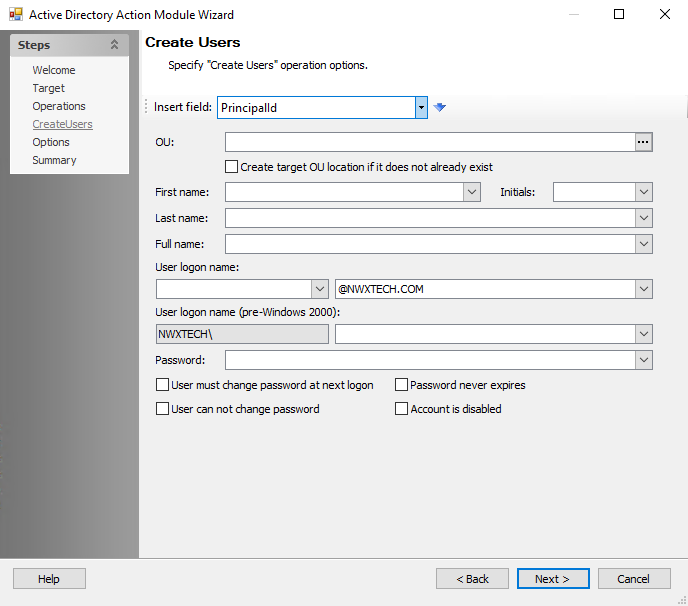 Active Directory Action Module Wizard
Steps
Welcome
Target
Operations
CreateUsers
Options
Summary
Create Users
Specify "Create Users" operation options.
Insert field: PrincipalId
OU: ...
Create target OU location if it does not already exist
First name: Initials:
Last name:
Full name:
User logon name:
@NWXTECH.COM
User logon name (pre-Windows 2000):
NWXTECH\
Password:
User must change password at next logon Password never expires
User can not change password Account is disabled
Help < Back Next > Cancel